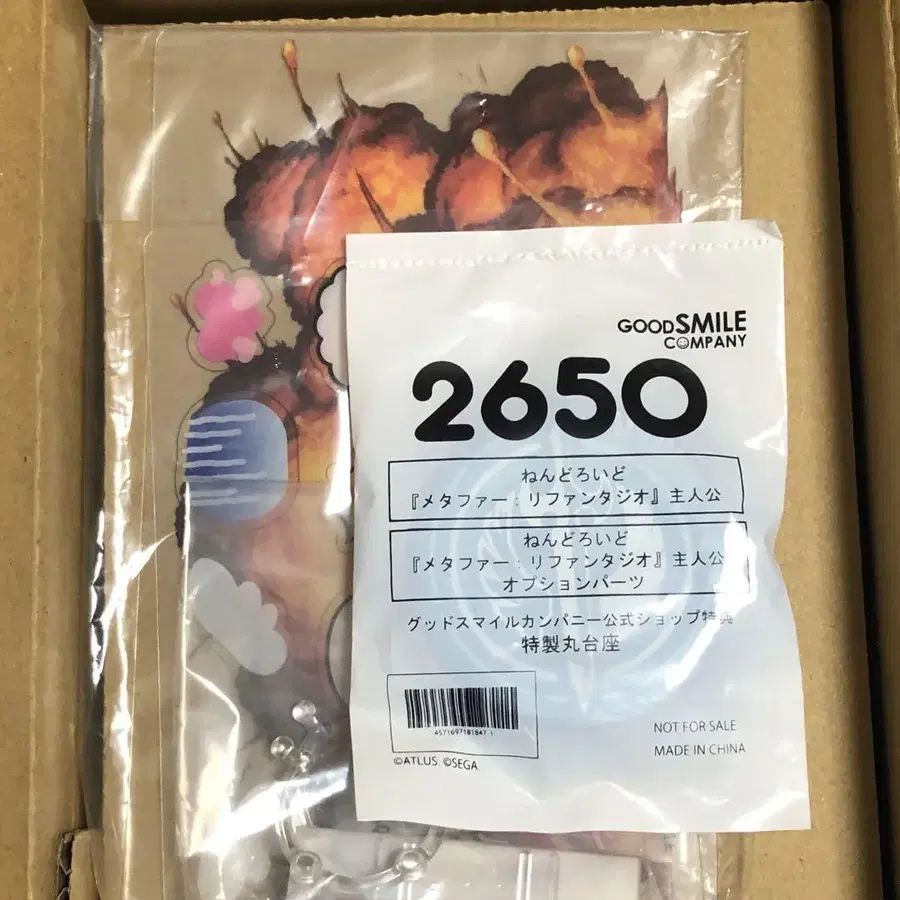 GOODSMILE
COMPANY
2650
ねんどろいど
『メタファー：リファンタジオ』主人公
ねんどろいど
『メタファー：リファンタジオ』主人公
オプションパーツ
グッドスマイルカンパニー公式ショップ特典
特製丸台座
4571697581847 1
NOT FOR SALE
MADE IN CHINA
©ATLUS. ©SEGA.